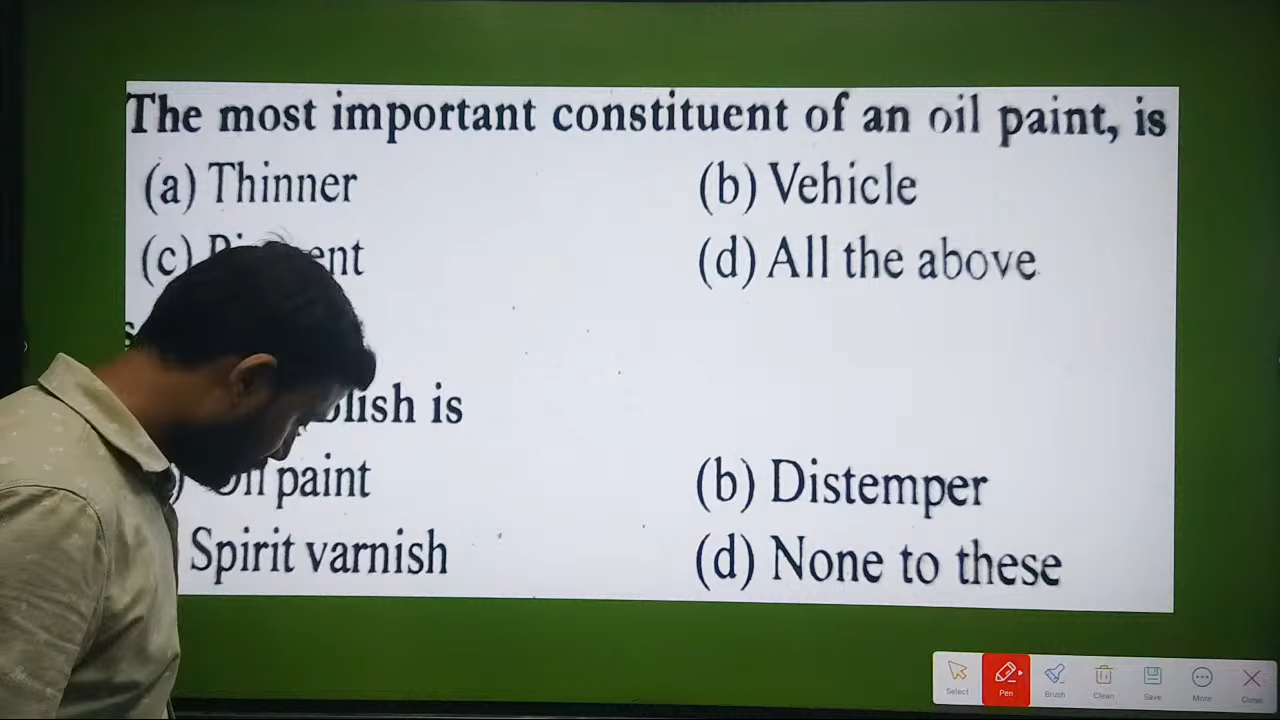 The most important constituent of an oil paint, is
(a) Thinner (b) Vehicle
(c) (d) All the above
is
paint (b) Distemper
Spirit varnish (d) None to these
Select Pen Brush Clean Save More Close